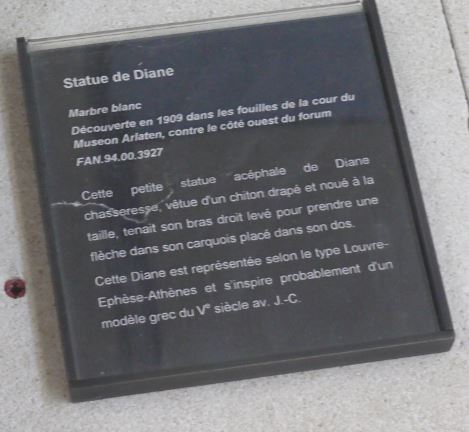 Statue de Diane
Marbre blanc
Découverte en 1909 dans les fouilles de la cour du
Museon Arlaten, contre le côté ouest du forum
FAN.94.00.3927
Cette petite statue acéphale de Diane
chasseresse, vêtue d'un chiton drapé et noué à la
taille, tenait son bras droit levé pour prendre une
flèche dans son carquois placé dans son dos.
Cette Diane est représentée selon le type Louvre-
Ephèse-Athènes et s'inspire probablement d'un
modèle grec du Ve siècle av. J.-C.